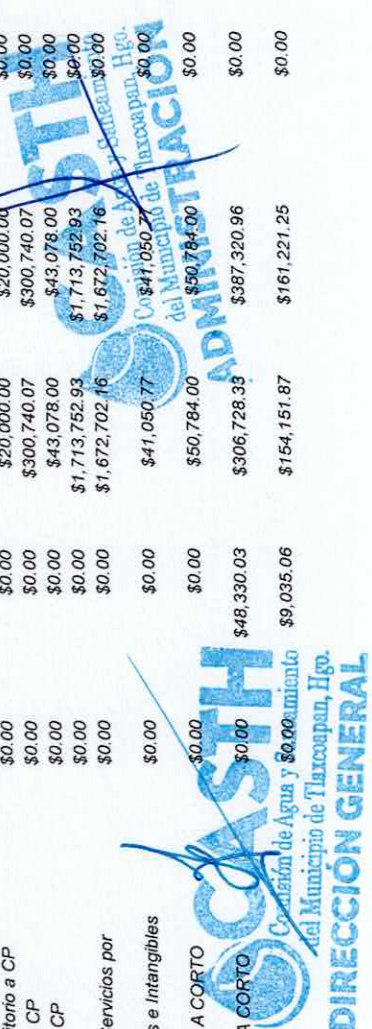 itorio a CP $0.00 $0.00 $20,000.00 $20,000.00 $0.00
CP $0.00 $0.00 $300,740.07 $300,740.07 $0.00
CP $0.00 $0.00 $43,078.00 $43,078.00 $0.00
$0.00 $0.00 $1,713,752.93 $1,713,752.93 $0.00
ervicios por $0.00 $0.00 $1,672,702.16 $1,672,702.16 $0.00
s e Intangibles $0.00 $0.00 $41,050.77 $41,050.77 $0.00
A CORTO $0.00 $0.00 $50,784.00 $50,784.00 $0.00
A CORTO $0.00 $48,330.03 $306,728.33 $387,320.96 $0.00
$0.00 $9,035.06 $154,151.87 $161,221.25 $0.00
CASTH
Comisión de Agua y Saneamiento
del Municipio de Tlaxcoapan, Hgo.
DIRECCIÓN GENERAL
CASTH
Comisión de Agua y Saneamiento
del Municipio de Tlaxcoapan, Hgo.
ADMINISTRACIÓN